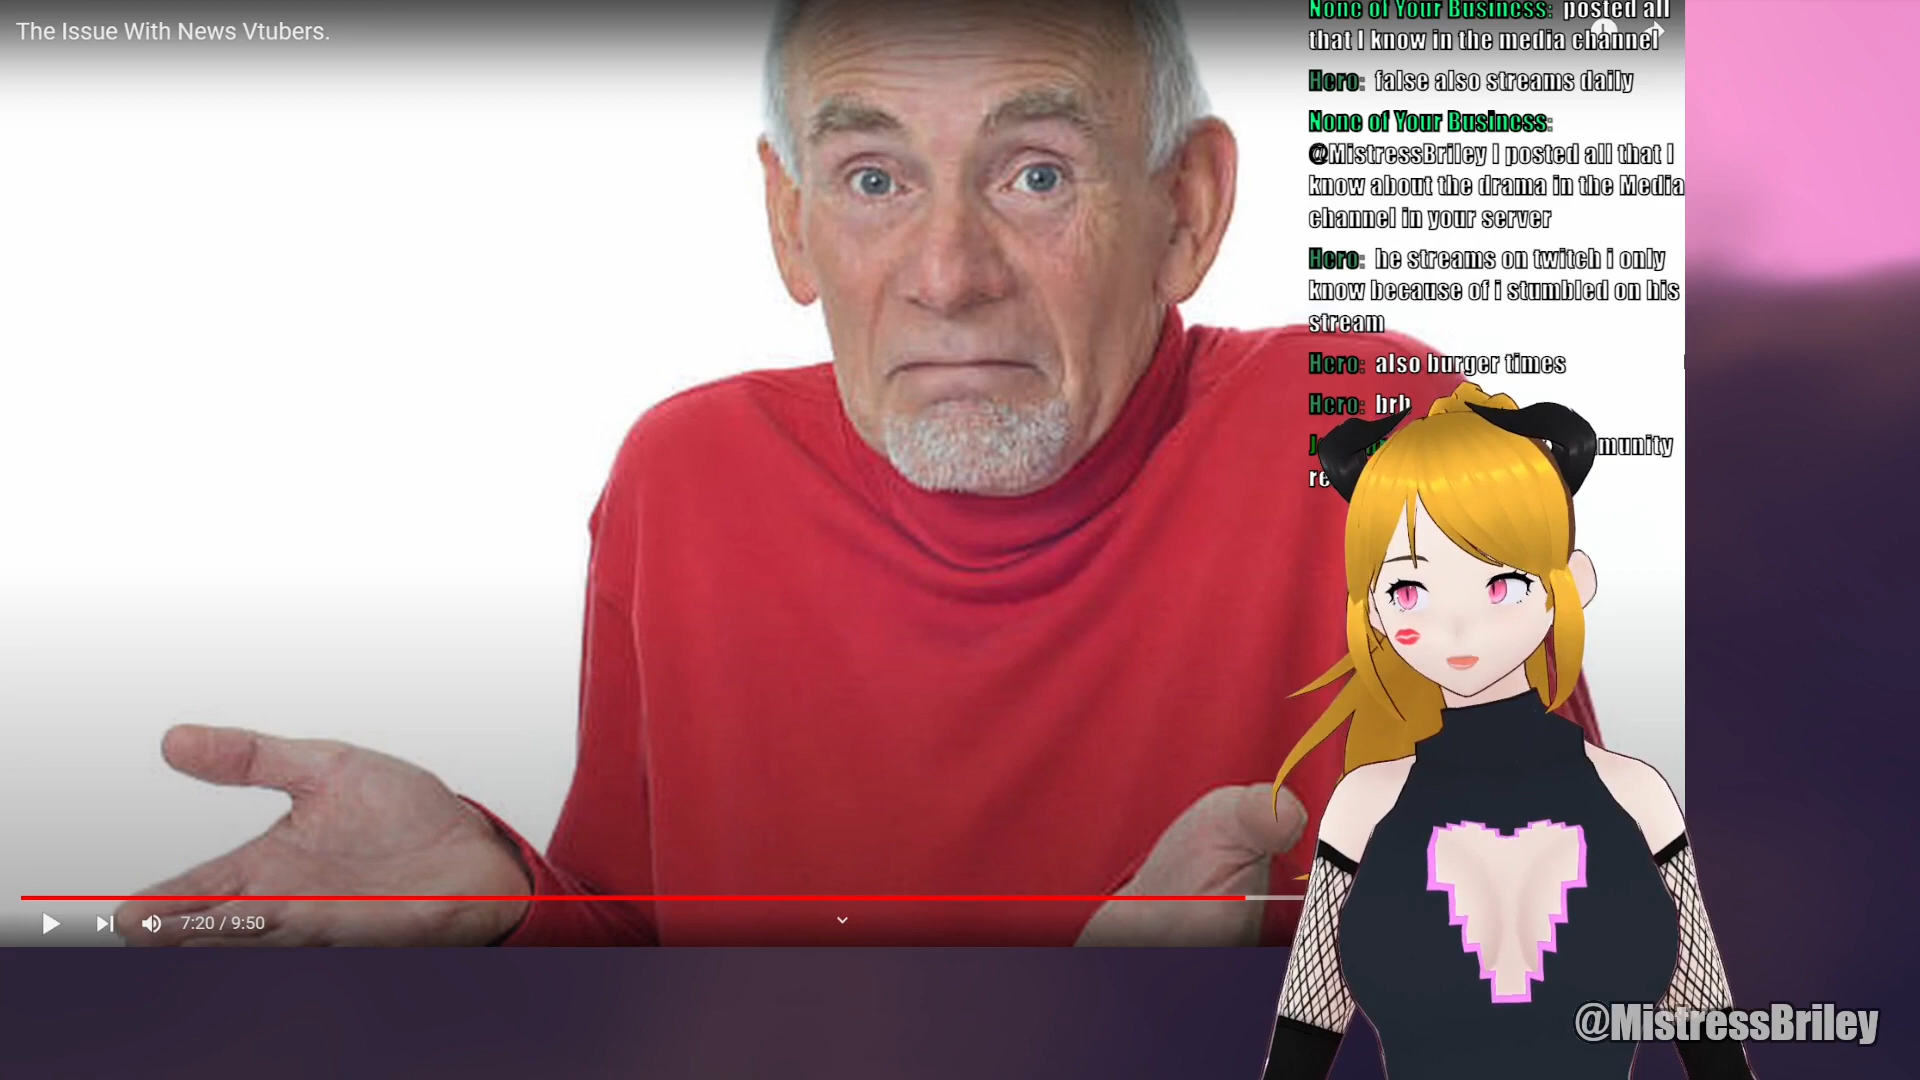 The Issue With News Vtubers.
None of Your Business: posted all
that I know in the media channel
Hero: false also streams daily
None of Your Business:
@MistressBriley I posted all that I
know about the drama in the Media
channel in your server
Hero: he streams on twitch i only
know because of i stumbled on his
stream
Hero: also burger times
Hero: brb
7:20 / 9:50
@MistressBriley